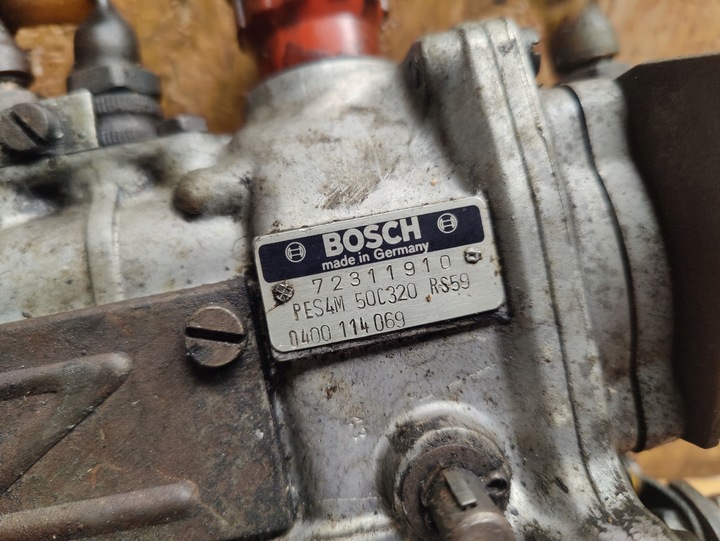 BOSCH
made in Germany
72311910
PES4M 50C320 RS59
0400 114 069